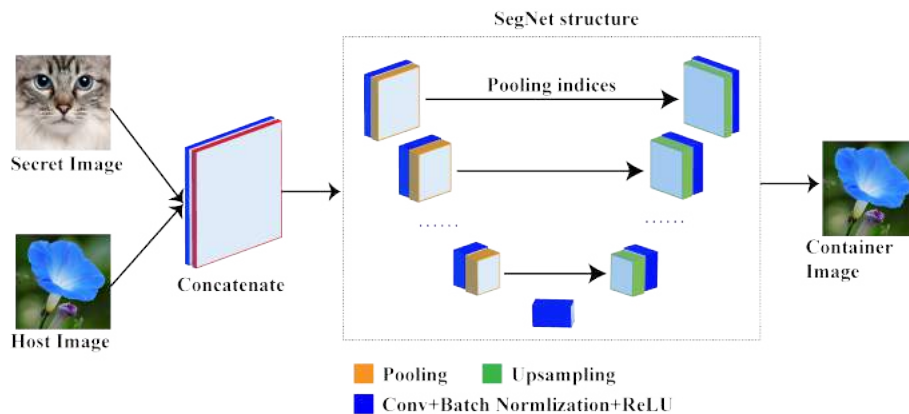 SegNet structure
Pooling indices
Secret Image
Concatenate
Host Image
......
......
Container
Image
Pooling
Upsampling
Conv+Batch Normlization+ReLU